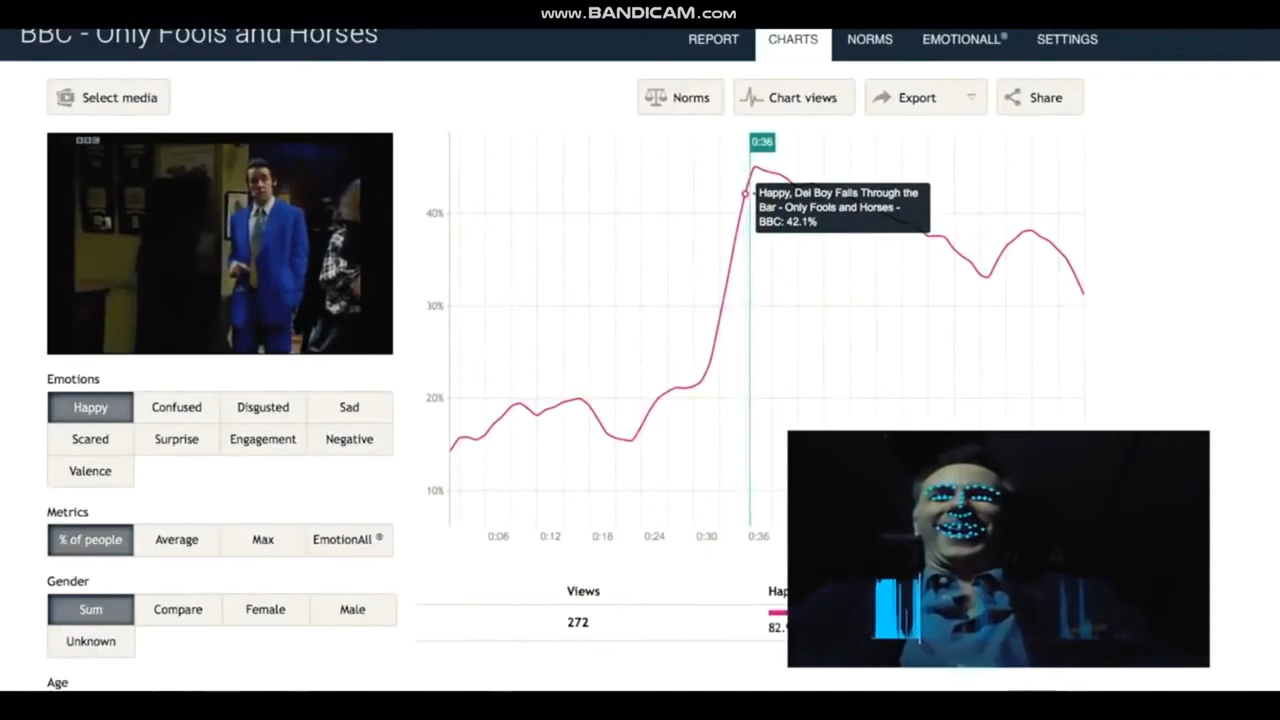 www.BANDICAM.com
BBC - Only Fools and Horses
REPORT
CHARTS
NORMS
EMOTIONALL®
SETTINGS
Select media
Norms
Chart views
Export
Share
BBC
0:36
Happy, Del Boy Falls Through the
Bar - Only Fools and Horses -
BBC: 42.1%
40%
30%
20%
10%
0:06
0:12
0:18
0:24
0:30
0:36
Emotions
Happy
Confused
Disgusted
Sad
Scared
Surprise
Engagement
Negative
Valence
Metrics
% of people
Average
Max
EmotionAll ®
Gender
Sum
Compare
Female
Male
Unknown
Age
Views
272
Hap
82.